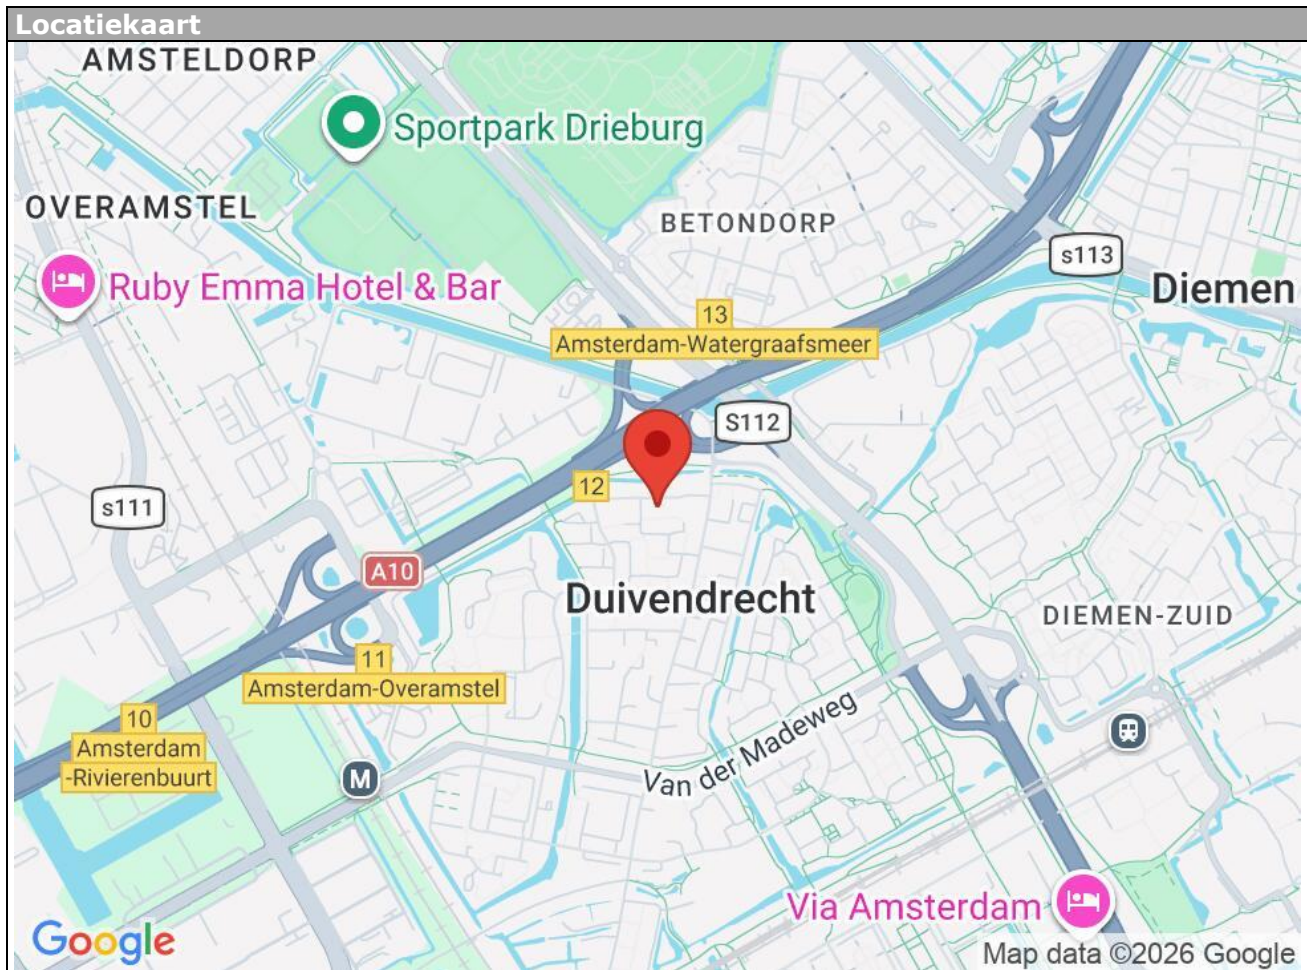 Locatiekaart
AMSTELDORP
Sportpark Drieburg
OVERAMSTEL
BETONDORP
s113
Diemen
Ruby Emma Hotel & Bar
13
Amsterdam-Watergraafsmeer
S112
12
s111
A10
Duivendrecht
DIEMEN-ZUID
11
Amsterdam-Overamstel
10
Amsterdam
-Rivierenbuurt
Van der Madeweg
M
Via Amsterdam
Google
Map data ©2026 Google